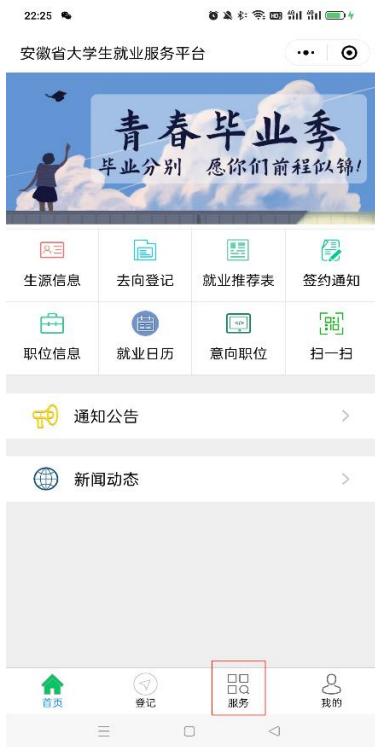 22:25
HD 4G 4G
安徽省大学生就业服务平台
青春毕业季
毕业分别 愿你们前程似锦!
生源信息 去向登记 就业推荐表 签约通知
职位信息 就业日历 意向职位 扫一扫
通知公告
新闻动态
首页 登记 服务 我的